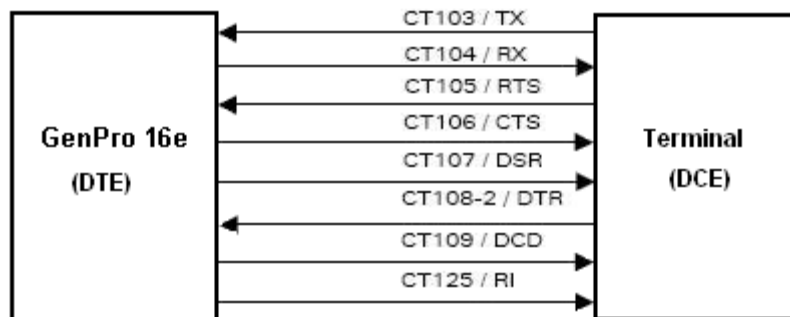 CT103 / TX
CT104 / RX
CT105 / RTS
GenPro 16e
(DTE)
CT106 / CTS
CT107 / DSR
CT108-2 / DTR
CT109 / DCD
CT125 / RI
Terminal
(DCE)